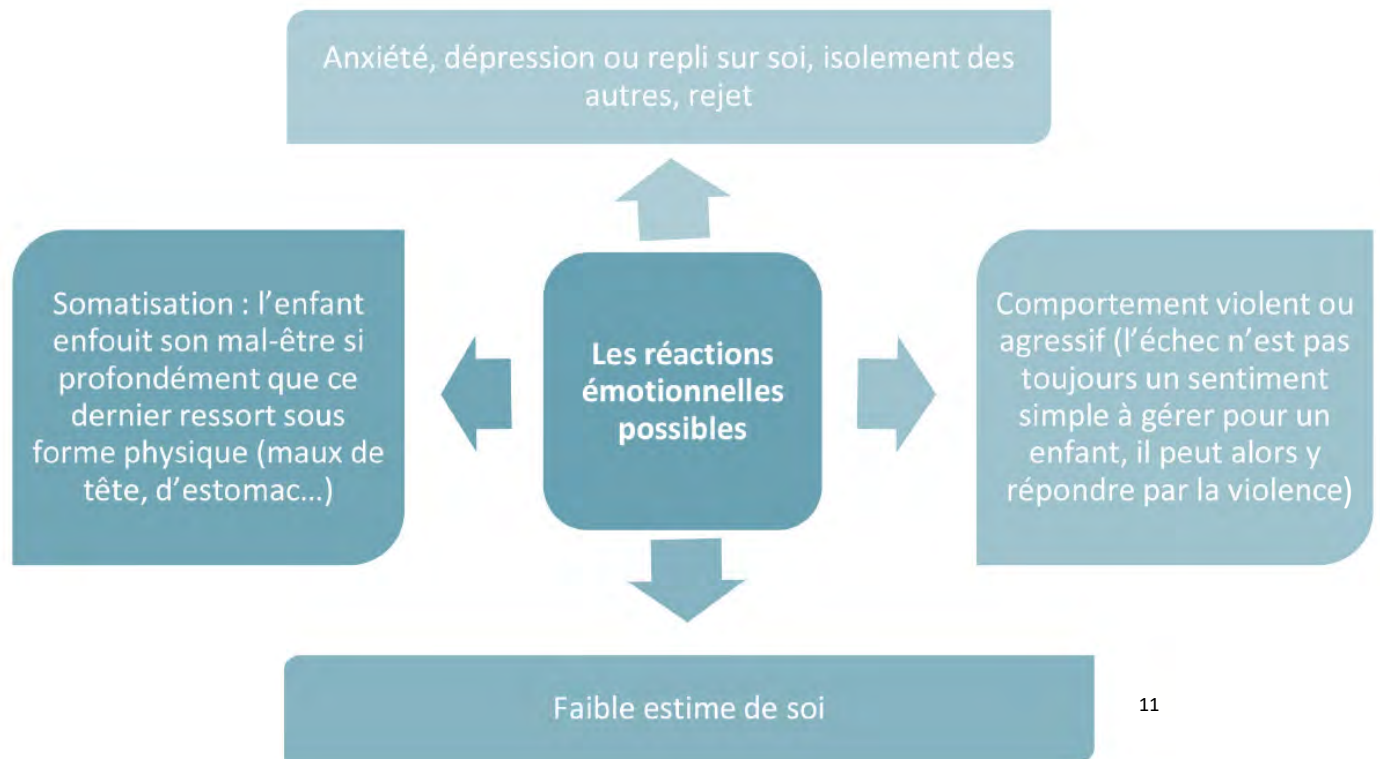 Anxiété, dépression ou repli sur soi, isolement des
autres, rejet
Somatisation : l’enfant
enfouit son mal-être si
profondément que ce
dernier ressort sous
forme physique (maux de
tête, d’estomac…)
Les réactions
émotionnelles
possibles
Comportement violent ou
agressif (l’échec n’est pas
toujours un sentiment
simple à gérer pour un
enfant, il peut alors y
répondre par la violence)
Faible estime de soi
11